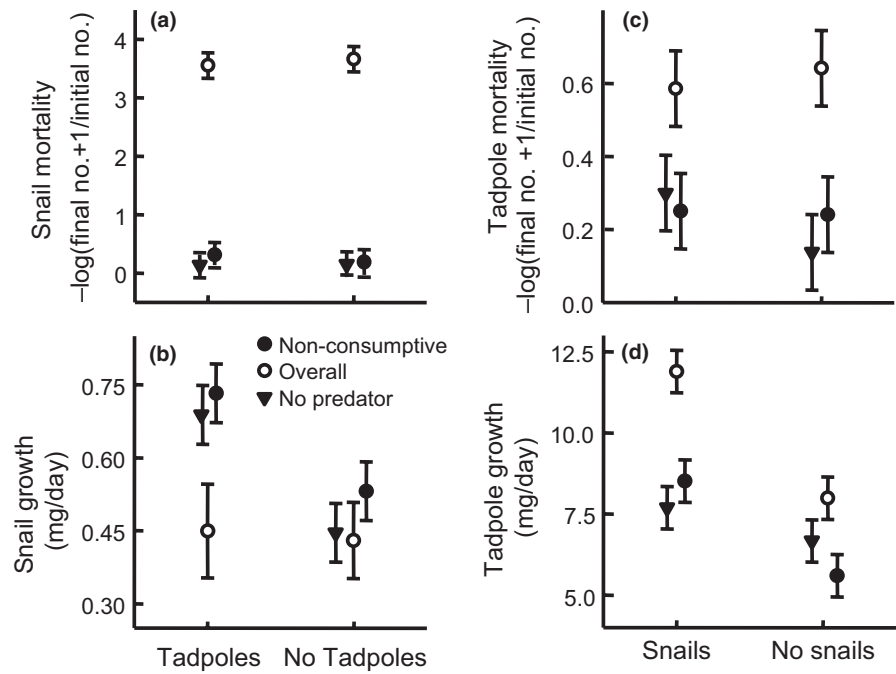 (a)
Snail mortality
–log(final no.+1/initial no.)
4
3
2
1
0
(c)
Tadpole mortality
–log(final no. +1/initial no.)
0.6
0.4
0.2
0.0
(b)
Non-consumptive
Overall
No predator
Snail growth
(mg/day)
0.75
0.60
0.45
0.30
Tadpoles No Tadpoles
(d)
Tadpole growth
(mg/day)
12.5
10.0
7.5
5.0
Snails No snails